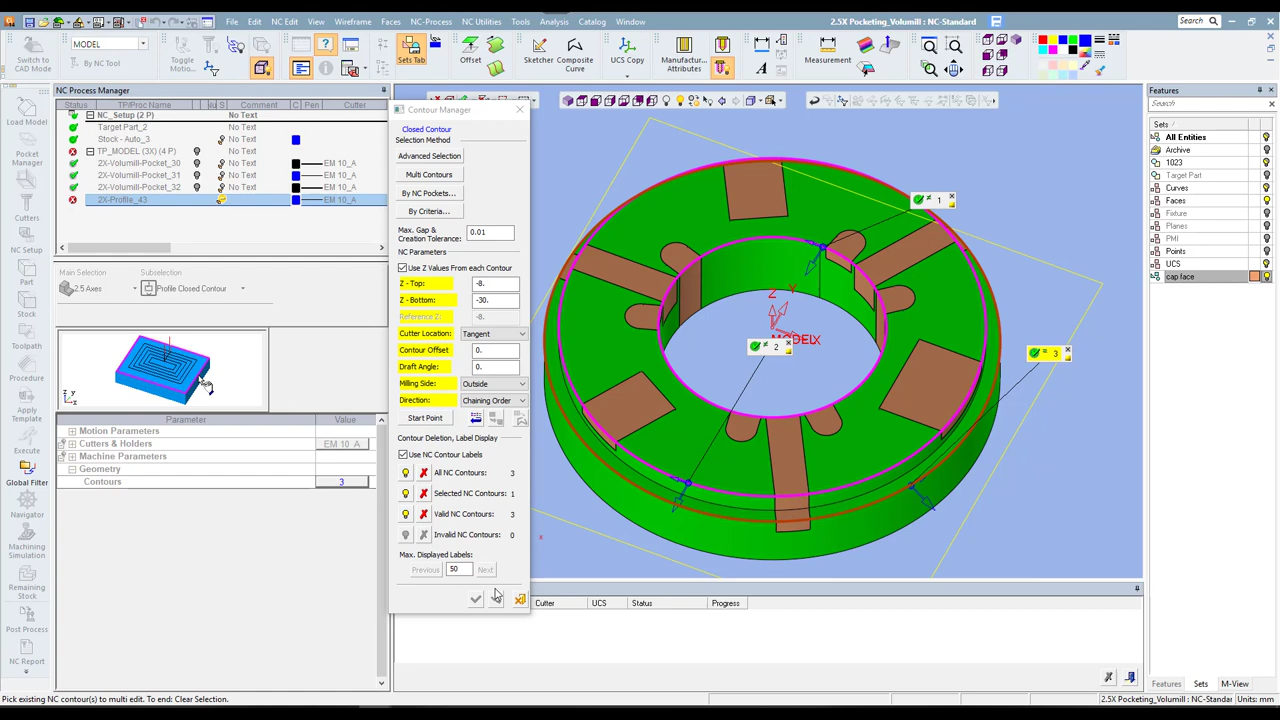 File Edit NC Edit View Wireframe Faces NC-Process NC Utilities Tools Analysis Catalog Window 2.5X Pocketing_Volumill : NC-Standard Search
Switch to CAD Mode
MODEL
By NC Tool
Toggle Motion...
Sets Tab
Offset
Sketcher
Composite Curve
UCS Copy
Manufactur... Attributes
Measurement
NC Process Manager
Status TP/Proc Name S Comment C Pen Cutter
NC_Setup (2 P) No Text
Target Part_2 No Text
Stock - Auto_3 No Text
TP_MODEL (3X) (4 P) No Text
2X-Volumill-Pocket_30 No Text EM 10_A
2X-Volumill-Pocket_31 No Text EM 10_A
2X-Volumill-Pocket_32 No Text EM 10_A
2X-Profile_43 EM 10_A
Load Model
Pocket Manager
Cutters
NC Setup
Stock
Toolpath
Procedure
Apply Template
Execute
Global Filter
Navigator
Machining Simulation
Remaining Stock
Post Process
NC Report
Main Selection Subselection
2.5 Axes Profile Closed Contour
Z Y X
Parameter Value
Motion Parameters
Cutters & Holders EM 10_A
Machine Parameters
Geometry
Contours 3
Contour Manager
Closed Contour
Selection Method
Advanced Selection
Multi Contours
By NC Pockets...
By Criteria...
Max. Gap & Creation Tolerance: 0.01
NC Parameters
Use Z Values From each Contour
Z - Top: -8.
Z - Bottom: -30.
Reference Z: -8.
Cutter Location: Tangent
Contour Offset 0.
Draft Angle: 0.
Milling Side: Outside
Direction: Chaining Order
Start Point
Contour Deletion, Label Display
Use NC Contour Labels
All NC Contours: 3
Selected NC Contours: 1
Valid NC Contours: 3
Invalid NC Contours: 0
Max. Displayed Labels:
Previous 50 Next
≠ 1
≠ 2
= 3
Z Y
MODEL X
x
Cutter UCS Status Progress
Features
Search
Sets
All Entities
Archive
1023
Target Part
Curves
Faces
Fixture
Planes
PMI
Points
UCS
cap face
Features Sets M-View
Pick existing NC contour(s) to multi edit. To end: Clear Selection.
2.5X Pocketing_Volumill : NC-Standard Units: mm